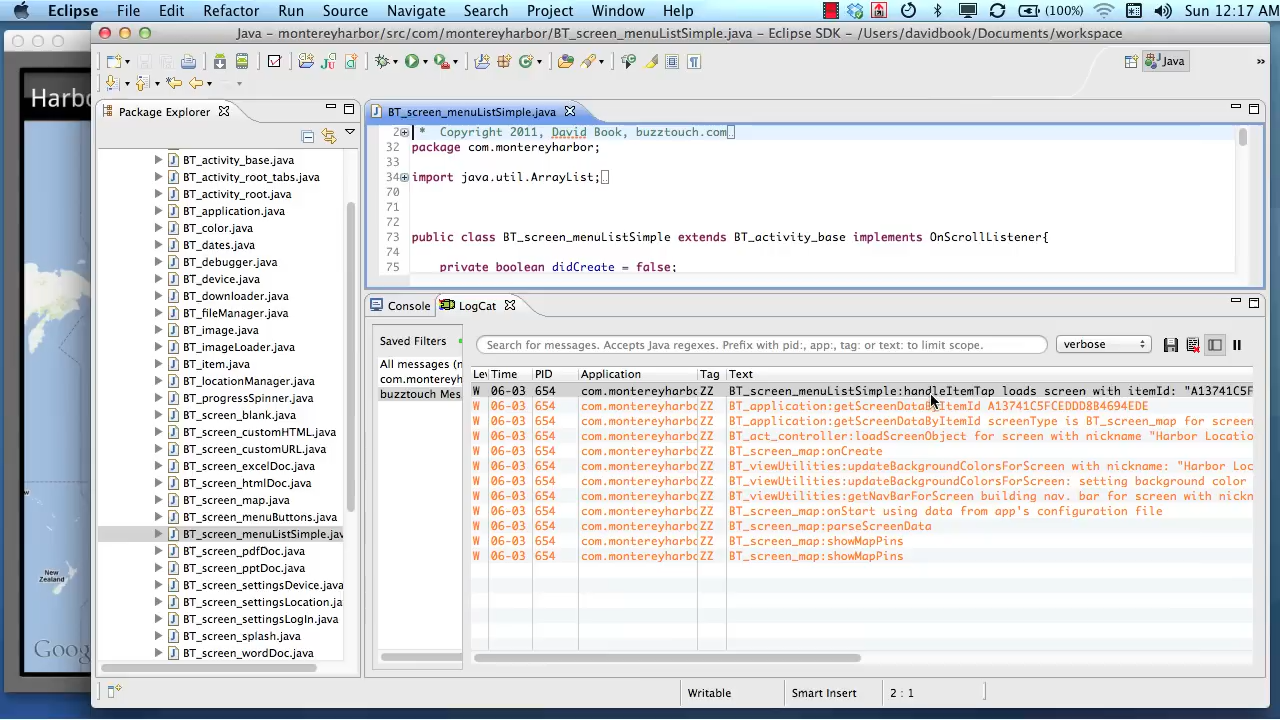 Eclipse File Edit Refactor Run Source Navigate Search Project Window Help (100%) Sun 12:17 AM
Java – montereyharbor/src/com/montereyharbor/BT_screen_menuListSimple.java – Eclipse SDK – /Users/davidbook/Documents/workspace
Java
»
Harbo
Package Explorer
BT_activity_base.java
BT_activity_root_tabs.java
BT_activity_root.java
BT_application.java
BT_color.java
BT_dates.java
BT_debugger.java
BT_device.java
BT_downloader.java
BT_fileManager.java
BT_image.java
BT_imageLoader.java
BT_item.java
BT_locationManager.java
BT_progressSpinner.java
BT_screen_blank.java
BT_screen_customHTML.java
BT_screen_customURL.java
BT_screen_excelDoc.java
BT_screen_htmlDoc.java
BT_screen_map.java
BT_screen_menuButtons.java
BT_screen_menuListSimple.jav
BT_screen_pdfDoc.java
BT_screen_pptDoc.java
BT_screen_settingsDevice.java
BT_screen_settingsLocation.ja
BT_screen_settingsLogIn.java
BT_screen_splash.java
BT_screen_wordDoc.java
New
Zealand
Goog
BT_screen_menuListSimple.java
2 * Copyright 2011, David Book, buzztouch.com
32 package com.montereyharbor;
33
34 import java.util.ArrayList;
70
71
72
73 public class BT_screen_menuListSimple extends BT_activity_base implements OnScrollListener{
74
75 private boolean didCreate = false;
Console LogCat
Saved Filters
All messages (n
com.montereyh
buzztouch Mes
Search for messages. Accepts Java regexes. Prefix with pid:, app:, tag: or text: to limit scope. verbose
Lev Time PID Application Tag Text
W 06-03 654 com.montereyharbc ZZ BT_screen_menuListSimple:handleItemTap loads screen with itemId: "A13741C5F
W 06-03 654 com.montereyharbc ZZ BT_application:getScreenDataByItemId A13741C5FCEDDD8B4694EDE
W 06-03 654 com.montereyharbc ZZ BT_application:getScreenDataByItemId screenType is BT_screen_map for screen
W 06-03 654 com.montereyharbc ZZ BT_act_controller:loadScreenObject for screen with nickname "Harbor Locatio
W 06-03 654 com.montereyharbc ZZ BT_screen_map:onCreate
W 06-03 654 com.montereyharbc ZZ BT_viewUtilities:updateBackgroundColorsForScreen with nickname: "Harbor Loc
W 06-03 654 com.montereyharbc ZZ BT_viewUtilities:updateBackgroundColorsForScreen: setting background color
W 06-03 654 com.montereyharbc ZZ BT_viewUtilities:getNavBarForScreen building nav. bar for screen with nickn
W 06-03 654 com.montereyharbc ZZ BT_screen_map:onStart using data from app's configuration file
W 06-03 654 com.montereyharbc ZZ BT_screen_map:parseScreenData
W 06-03 654 com.montereyharbc ZZ BT_screen_map:showMapPins
W 06-03 654 com.montereyharbc ZZ BT_screen_map:showMapPins
Writable Smart Insert 2 : 1